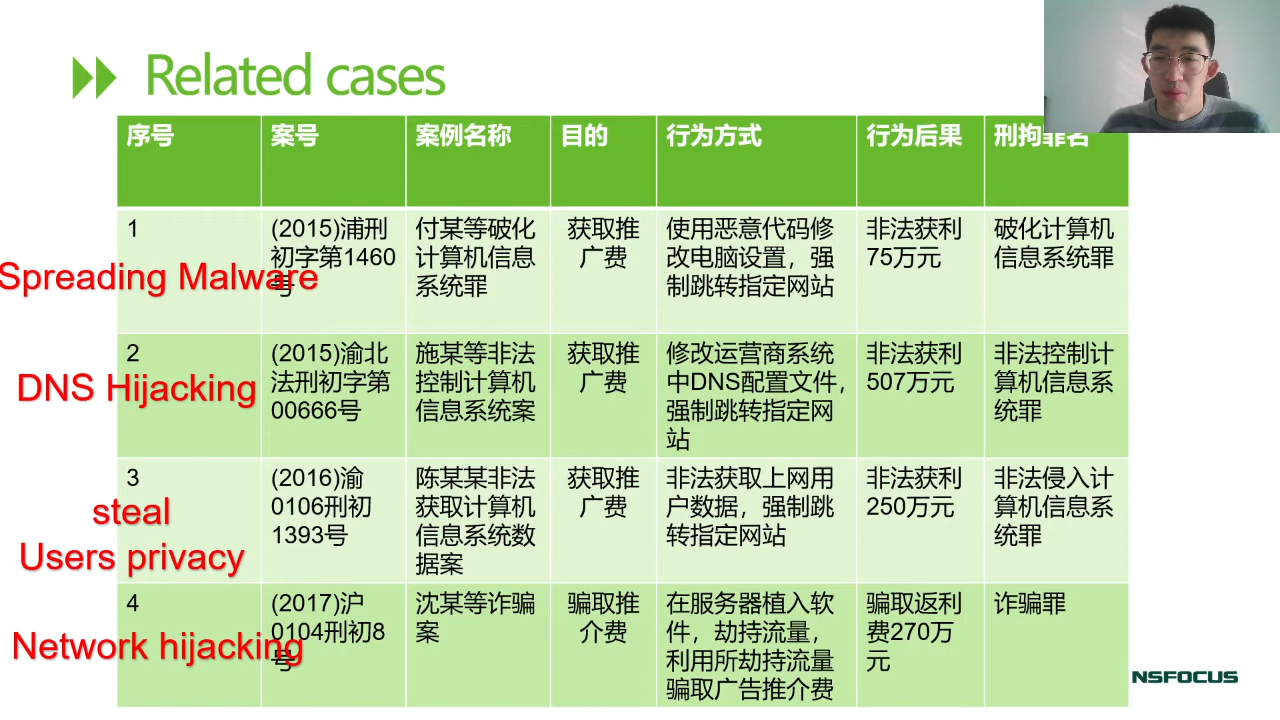 Related cases
序号
案号
案例名称
目的
行为方式
行为后果
刑拘罪名
1
(2015)浦刑
初字第1460
号
付某等破化
计算机信息
系统罪
获取推
广费
使用恶意代码修
改电脑设置，强
制跳转指定网站
非法获利
75万元
破化计算机
信息系统罪
Spreading Malware
2
(2015)渝北
法刑初字第
00666号
施某等非法
控制计算机
信息系统案
获取推
广费
修改运营商系统
中DNS配置文件，
强制跳转指定网
站
非法获利
507万元
非法控制计
算机信息系
统罪
DNS Hijacking
3
(2016)渝
0106刑初
1393号
陈某某非法
获取计算机
信息系统数
据案
获取推
广费
非法获取上网用
户数据，强制跳
转指定网站
非法获利
250万元
非法侵入计
算机信息系
统罪
steal
Users privacy
4
(2017)沪
0104刑初8
号
沈某等诈骗
案
骗取推
介费
在服务器植入软
件，劫持流量，
利用所劫持流量
骗取广告推介费
骗取返利
费270万
元
诈骗罪
Network hijacking
NSFOCUS